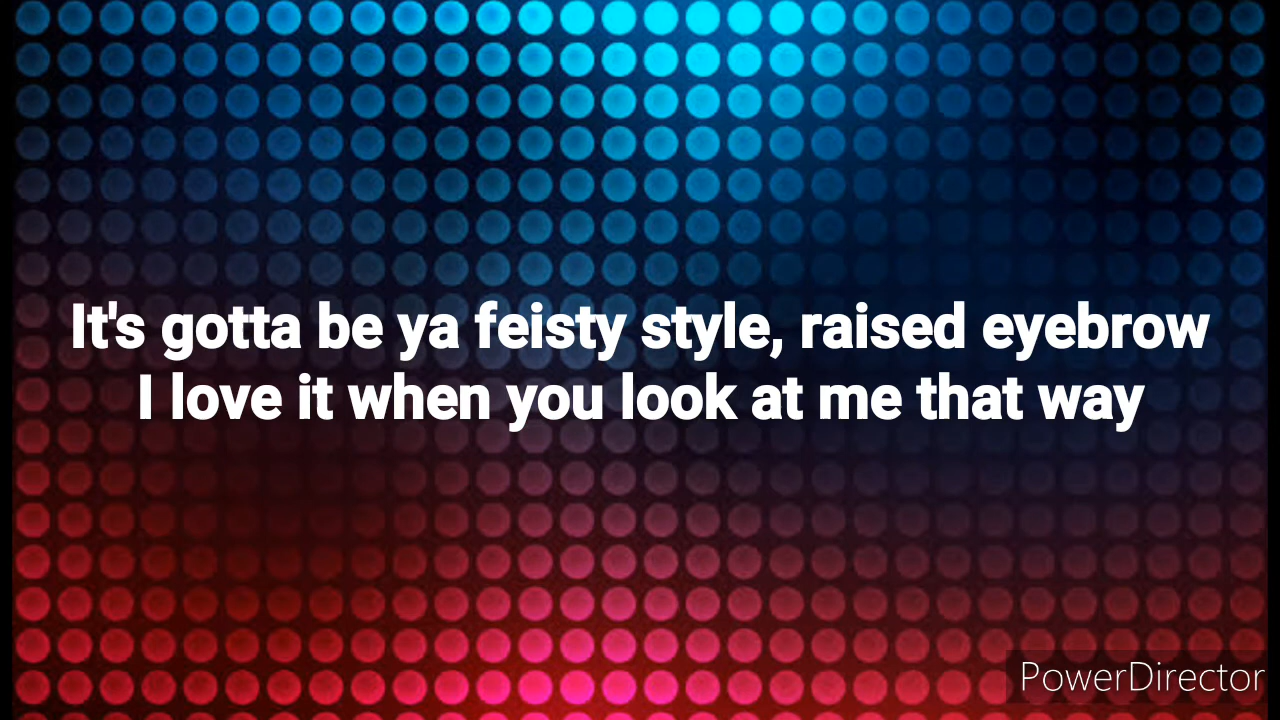 It's gotta be ya feisty style, raised eyebrow
I love it when you look at me that way
PowerDirector